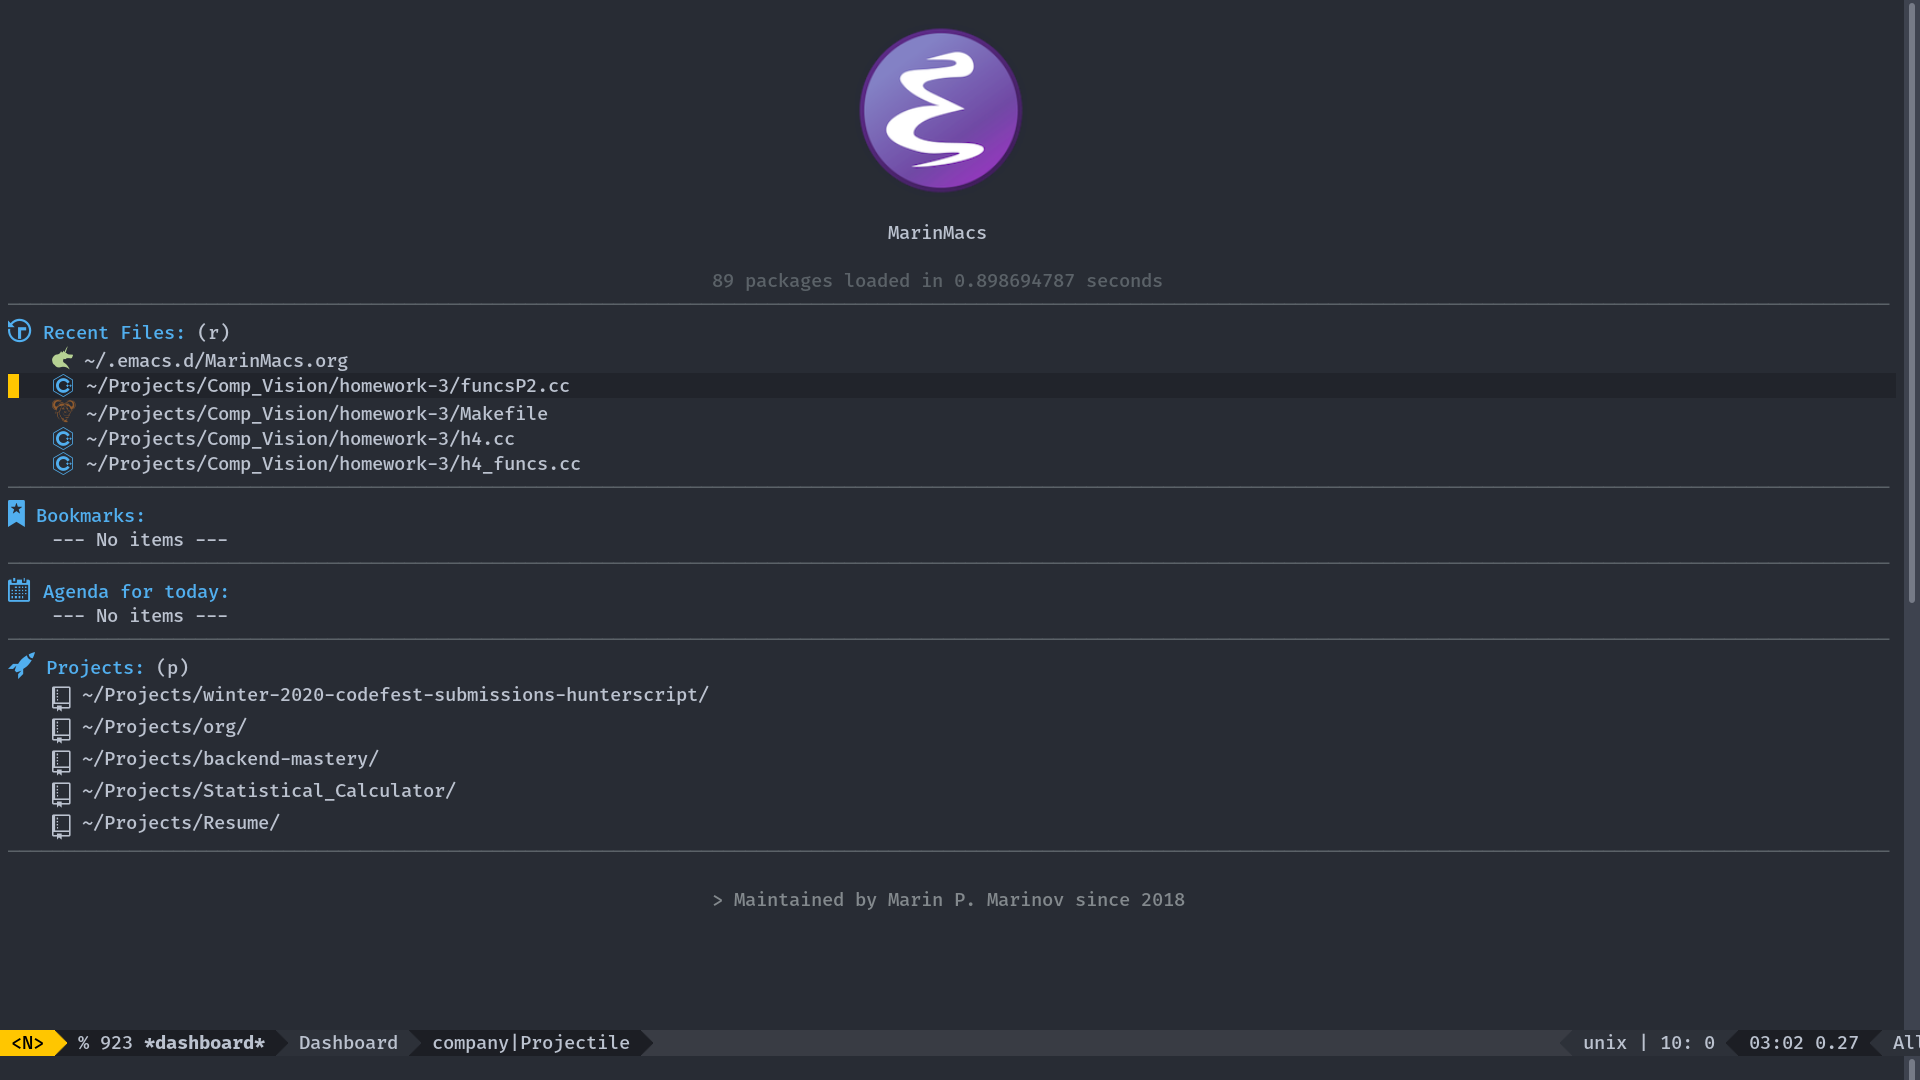 MarinMacs
89 packages loaded in 0.898694787 seconds
Recent Files: (r)
~/.emacs.d/MarinMacs.org
~/Projects/Comp_Vision/homework-3/funcsP2.cc
~/Projects/Comp_Vision/homework-3/Makefile
~/Projects/Comp_Vision/homework-3/h4.cc
~/Projects/Comp_Vision/homework-3/h4_funcs.cc
Bookmarks:
--- No items ---
Agenda for today:
--- No items ---
Projects: (p)
~/Projects/winter-2020-codefest-submissions-hunterscript/
~/Projects/org/
~/Projects/backend-mastery/
~/Projects/Statistical_Calculator/
~/Projects/Resume/
> Maintained by Marin P. Marinov since 2018
<N> % 923 *dashboard* Dashboard company|Projectile unix | 10: 0 03:02 0.27 All